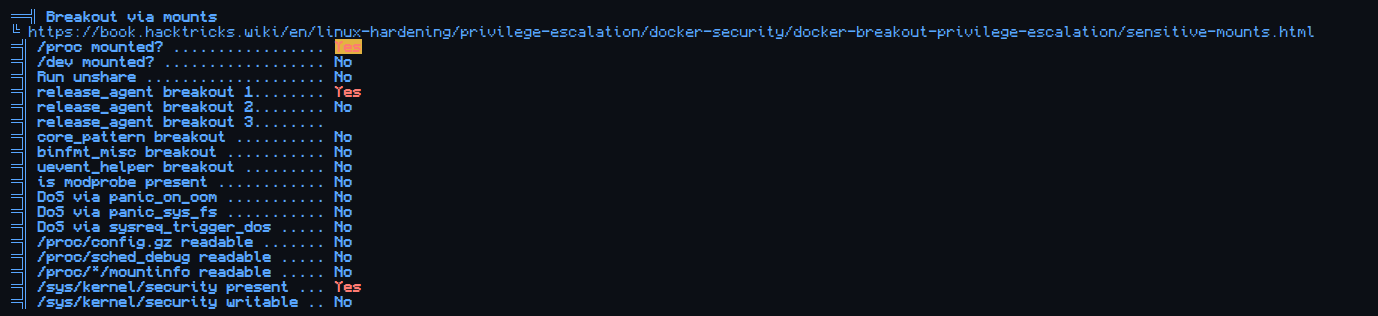 ══╣ Breakout via mounts
╚ https://book.hacktricks.wiki/en/linux-hardening/privilege-escalation/docker-security/docker-breakout-privilege-escalation/sensitive-mounts.html
═╣ /proc mounted? ................. Yes
═╣ /dev mounted? .................. No
═╣ Run unshare .................... No
═╣ release_agent breakout 1........ Yes
═╣ release_agent breakout 2........ No
═╣ release_agent breakout 3........
═╣ core_pattern breakout .......... No
═╣ binfmt_misc breakout ........... No
═╣ uevent_helper breakout ......... No
═╣ is modprobe present ............ No
═╣ DoS via panic_on_oom ........... No
═╣ DoS via panic_sys_fs ........... No
═╣ DoS via sysreq_trigger_dos ..... No
═╣ /proc/config.gz readable ....... No
═╣ /proc/sched_debug readable ..... No
═╣ /proc/*/mountinfo readable ..... No
═╣ /sys/kernel/security present ... Yes
═╣ /sys/kernel/security writable .. No